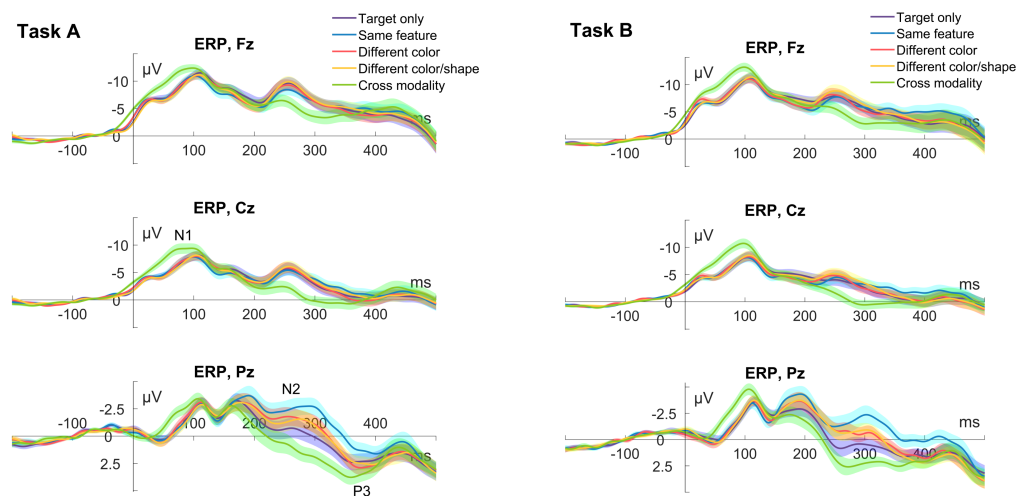 Task A
Target only
Same feature
Different color
Different color/shape
Cross modality
ERP, Fz
µV
-10
-5
0
ms
-100
100
200
300
400
ERP, Cz
µV
N1
-10
-5
0
ms
-100
100
200
300
400
ERP, Pz
µV
N2
-2.5
-100
100
200
300
400
0
ms
2.5
P3
Task B
Target only
Same feature
Different color
Different color/shape
Cross modality
ERP, Fz
µV
-10
-5
0
ms
-100
100
200
300
400
ERP, Cz
µV
-10
-5
0
ms
-100
100
200
300
400
ERP, Pz
µV
-2.5
ms
0
-100
100
200
300
400
2.5